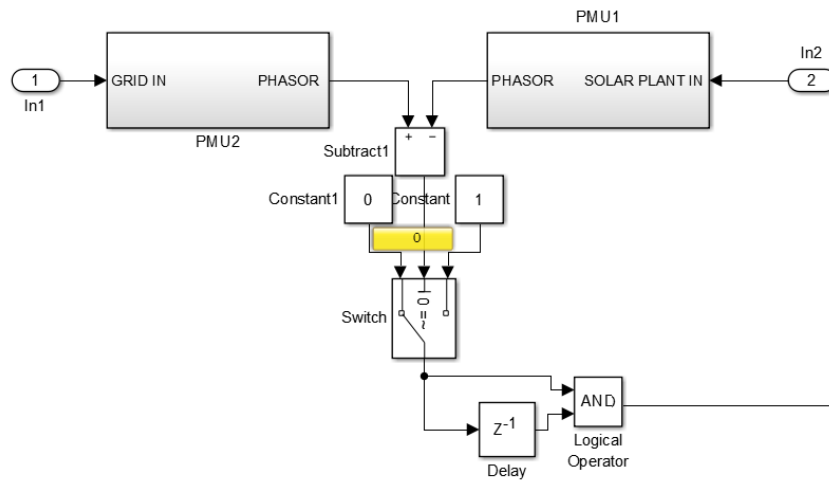 PMU1
In2
1
GRID IN
PHASOR
PHASOR
SOLAR PLANT IN
2
In1
PMU2
+
−
Subtract1
Constant1
0
Constant
1
0
Switch
~= 0
AND
Z-1
Logical
Operator
Delay